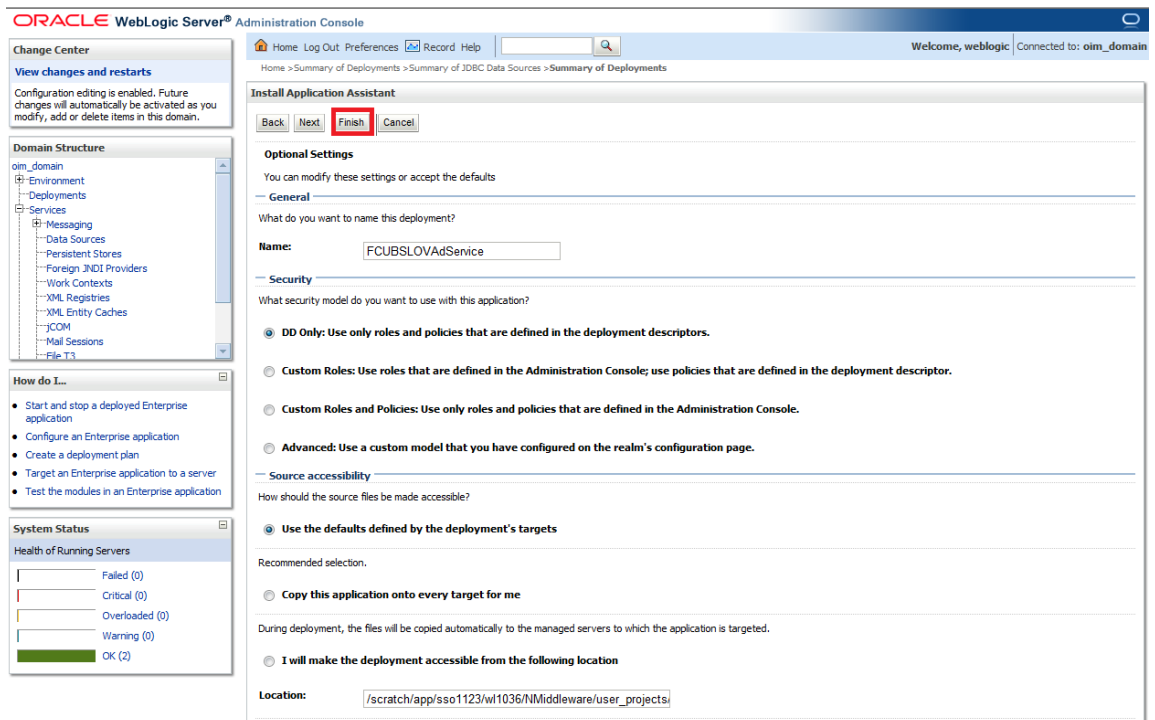 ORACLE WebLogic Server® Administration Console
Change Center
View changes and restarts
Configuration editing is enabled. Future
changes will automatically be activated as you
modify, add or delete items in this domain.
Domain Structure
oim_domain
Environment
Deployments
Services
Messaging
Data Sources
Persistent Stores
Foreign JNDI Providers
Work Contexts
XML Registries
XML Entity Caches
jCOM
Mail Sessions
File T3
How do I...
Start and stop a deployed Enterprise
application
Configure an Enterprise application
Create a deployment plan
Target an Enterprise application to a server
Test the modules in an Enterprise application
System Status
Health of Running Servers
Failed (0)
Critical (0)
Overloaded (0)
Warning (0)
OK (2)
Home Log Out Preferences Record Help
Welcome, weblogic Connected to: oim_domain
Home >Summary of Deployments >Summary of JDBC Data Sources >Summary of Deployments
Install Application Assistant
Back Next Finish Cancel
Optional Settings
You can modify these settings or accept the defaults
General
What do you want to name this deployment?
Name: FCUBSLOVAdService
Security
What security model do you want to use with this application?
DD Only: Use only roles and policies that are defined in the deployment descriptors.
Custom Roles: Use roles that are defined in the Administration Console; use policies that are defined in the deployment descriptor.
Custom Roles and Policies: Use only roles and policies that are defined in the Administration Console.
Advanced: Use a custom model that you have configured on the realm's configuration page.
Source accessibility
How should the source files be made accessible?
Use the defaults defined by the deployment's targets
Recommended selection.
Copy this application onto every target for me
During deployment, the files will be copied automatically to the managed servers to which the application is targeted.
I will make the deployment accessible from the following location
Location: /scratch/app/sso1123/wl1036/NMiddleware/user_projects/